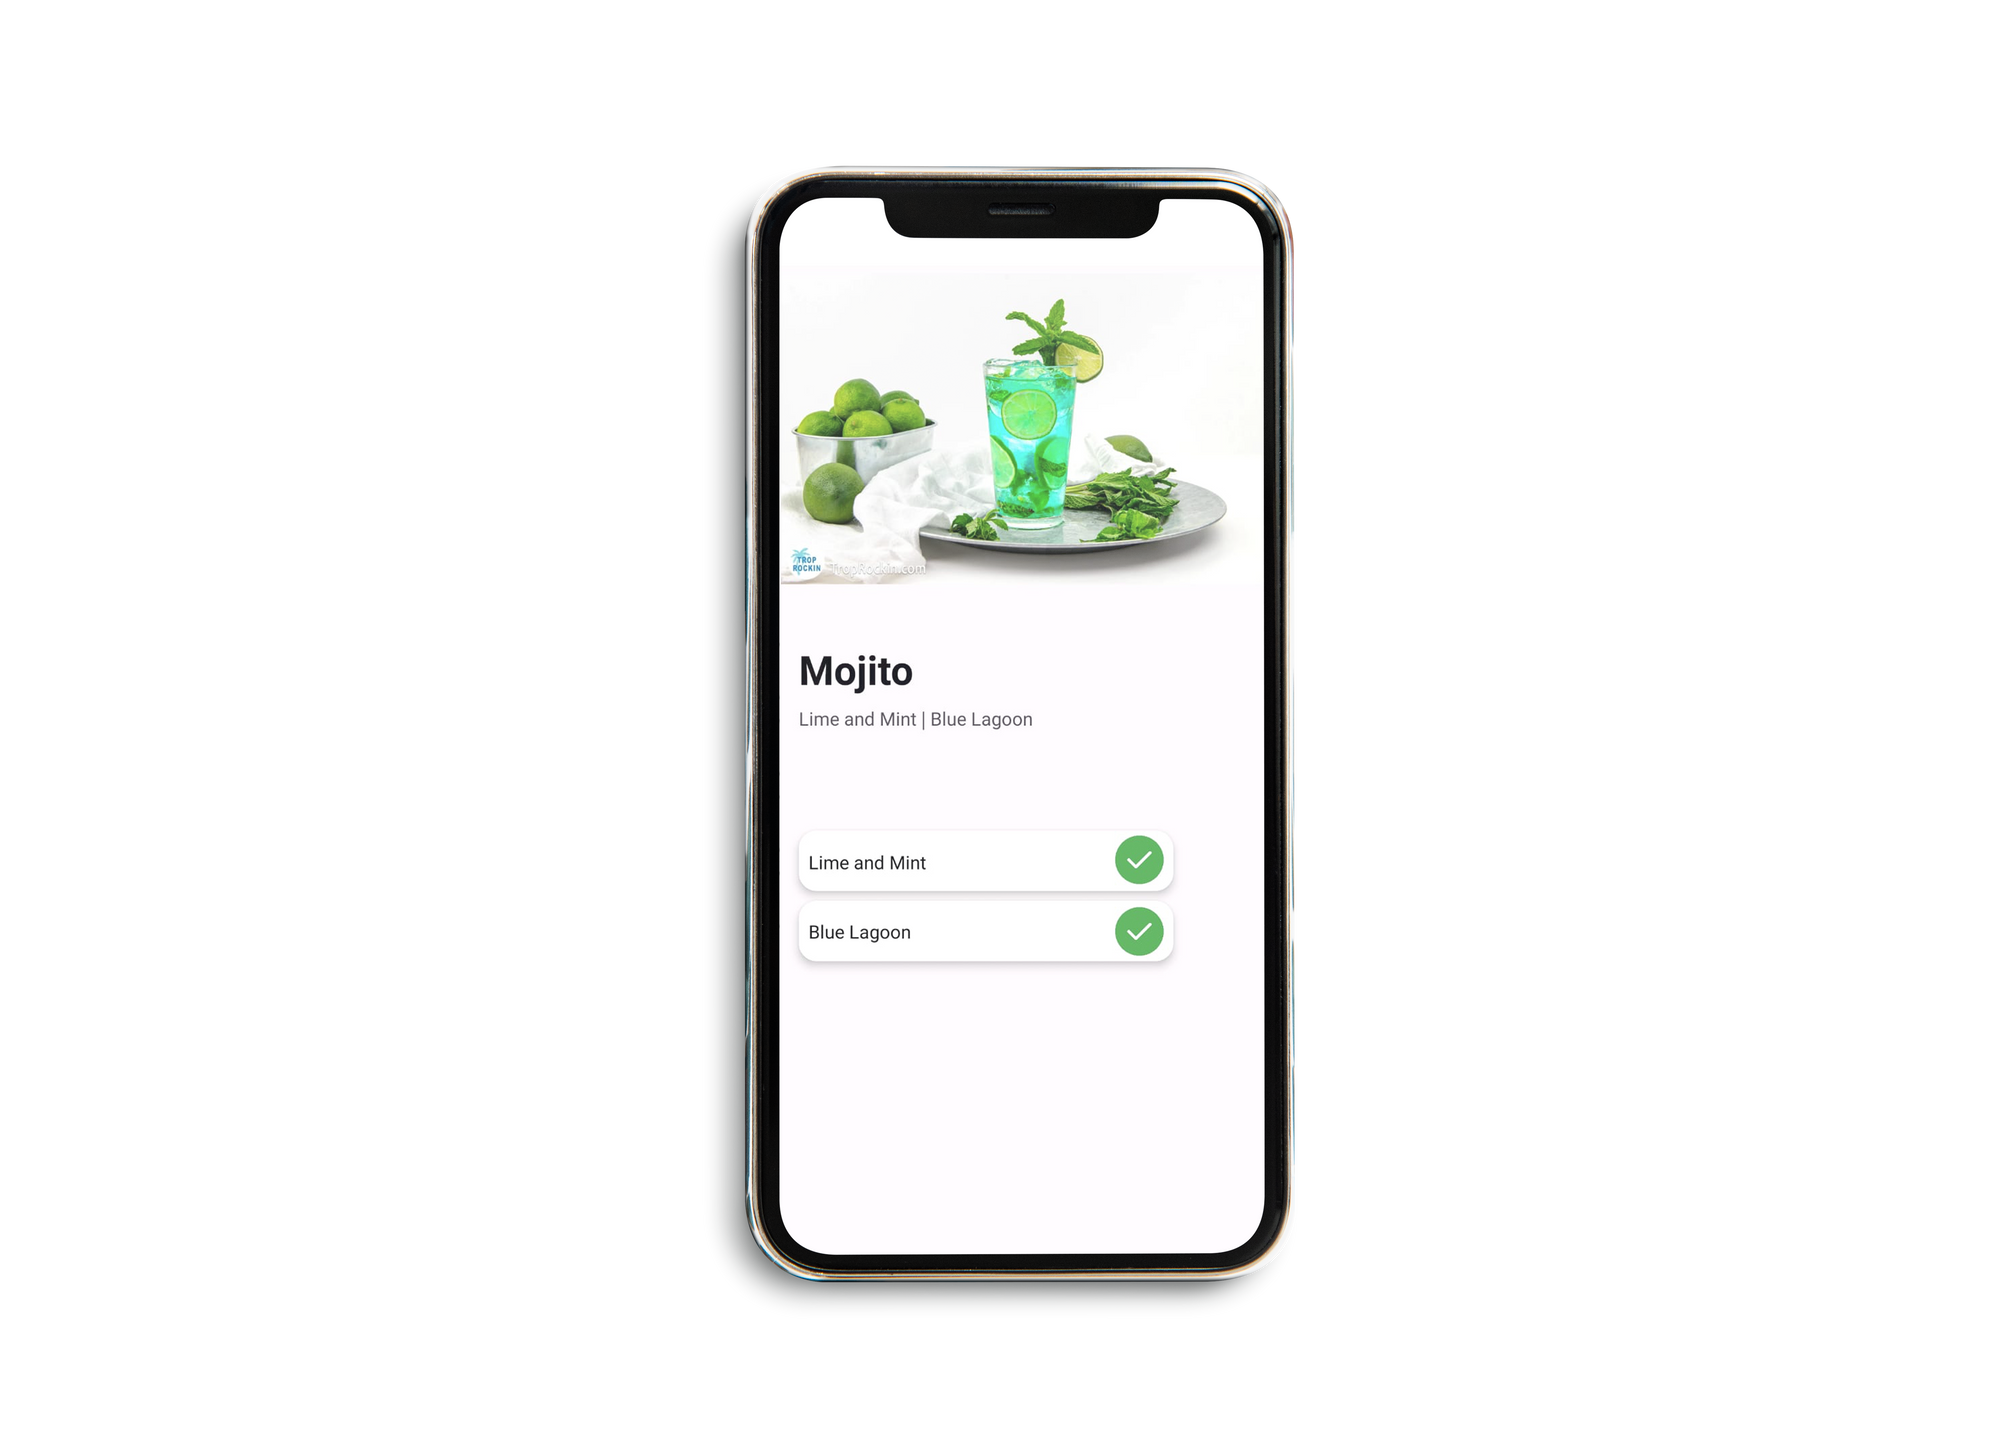 TROP
ROCKIN
TropRockin.com
Mojito
Lime and Mint | Blue Lagoon
Lime and Mint
Blue Lagoon